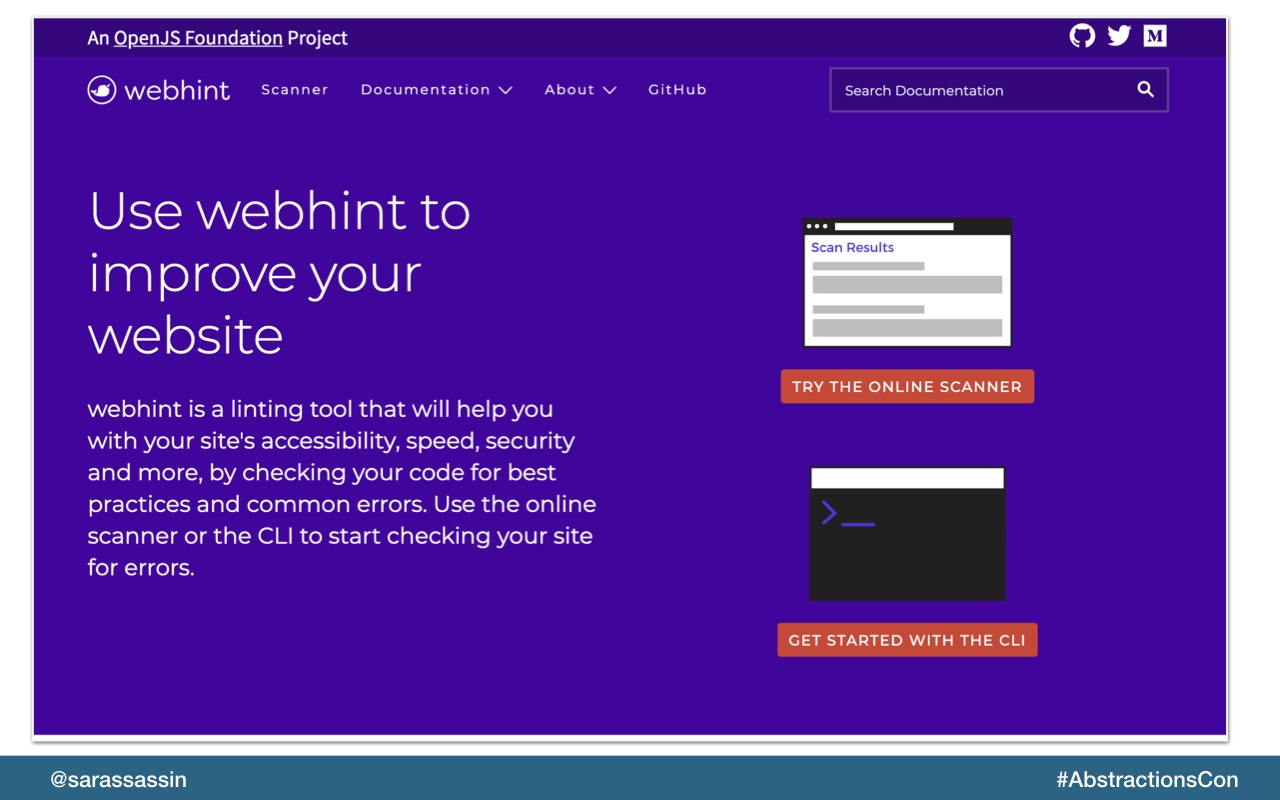 An OpenJS Foundation Project
M
webhint Scanner Documentation About GitHub Search Documentation
Use webhint to
improve your
website
webhint is a linting tool that will help you
with your site's accessibility, speed, security
and more, by checking your code for best
practices and common errors. Use the online
scanner or the CLI to start checking your site
for errors.
Scan Results
TRY THE ONLINE SCANNER
GET STARTED WITH THE CLI
@sarassassin #AbstractionsCon